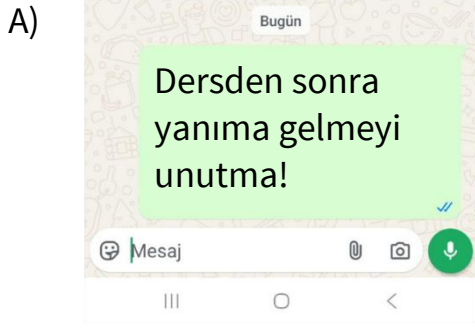 A)
Bugün
Dersden sonra
yanıma gelmeyi
unutma!
Mesaj